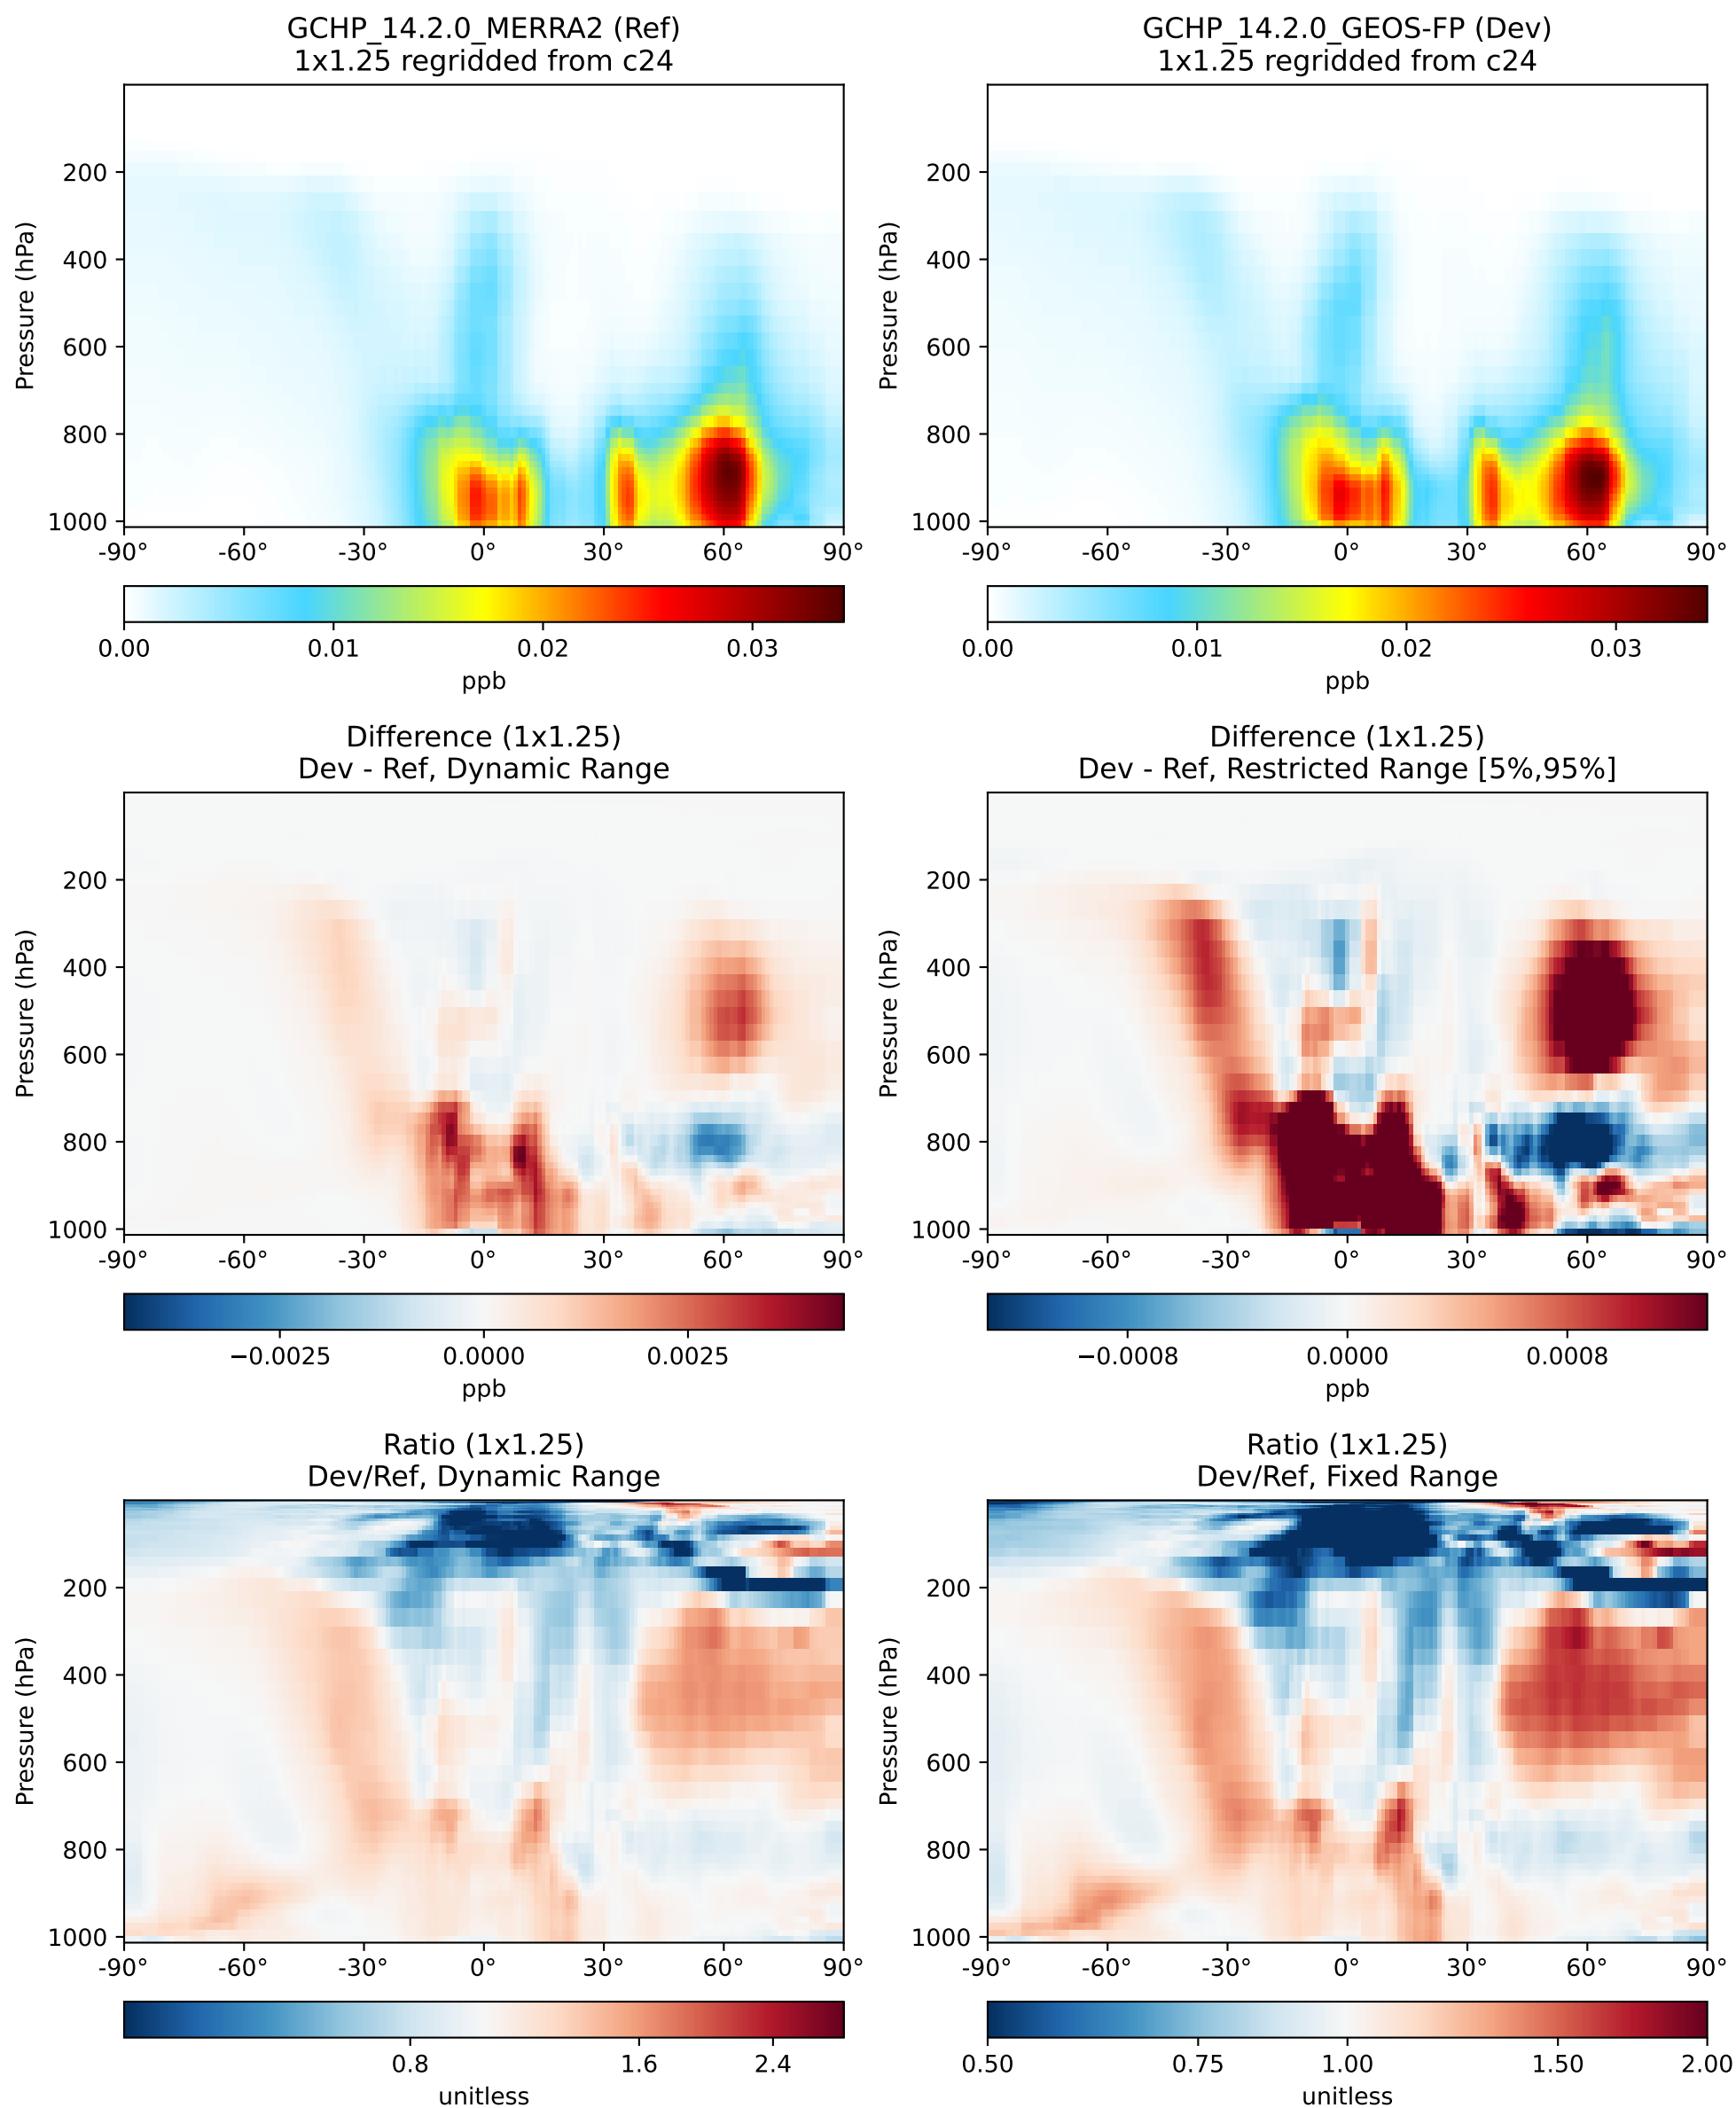 GCHP_14.2.0_MERRA2 (Ref)
1x1.25 regridded from c24
Pressure (hPa)
200
400
600
800
1000
-90° -60° -30° 0° 30° 60° 90°
0.00 0.01 0.02 0.03
ppb
GCHP_14.2.0_GEOS-FP (Dev)
1x1.25 regridded from c24
Pressure (hPa)
200
400
600
800
1000
-90° -60° -30° 0° 30° 60° 90°
0.00 0.01 0.02 0.03
ppb
Difference (1x1.25)
Dev - Ref, Dynamic Range
Pressure (hPa)
200
400
600
800
1000
-90° -60° -30° 0° 30° 60° 90°
−0.0025 0.0000 0.0025
ppb
Difference (1x1.25)
Dev - Ref, Restricted Range [5%,95%]
Pressure (hPa)
200
400
600
800
1000
-90° -60° -30° 0° 30° 60° 90°
−0.0008 0.0000 0.0008
ppb
Ratio (1x1.25)
Dev/Ref, Dynamic Range
Pressure (hPa)
200
400
600
800
1000
-90° -60° -30° 0° 30° 60° 90°
0.8 1.6 2.4
unitless
Ratio (1x1.25)
Dev/Ref, Fixed Range
Pressure (hPa)
200
400
600
800
1000
-90° -60° -30° 0° 30° 60° 90°
0.50 0.75 1.00 1.50 2.00
unitless